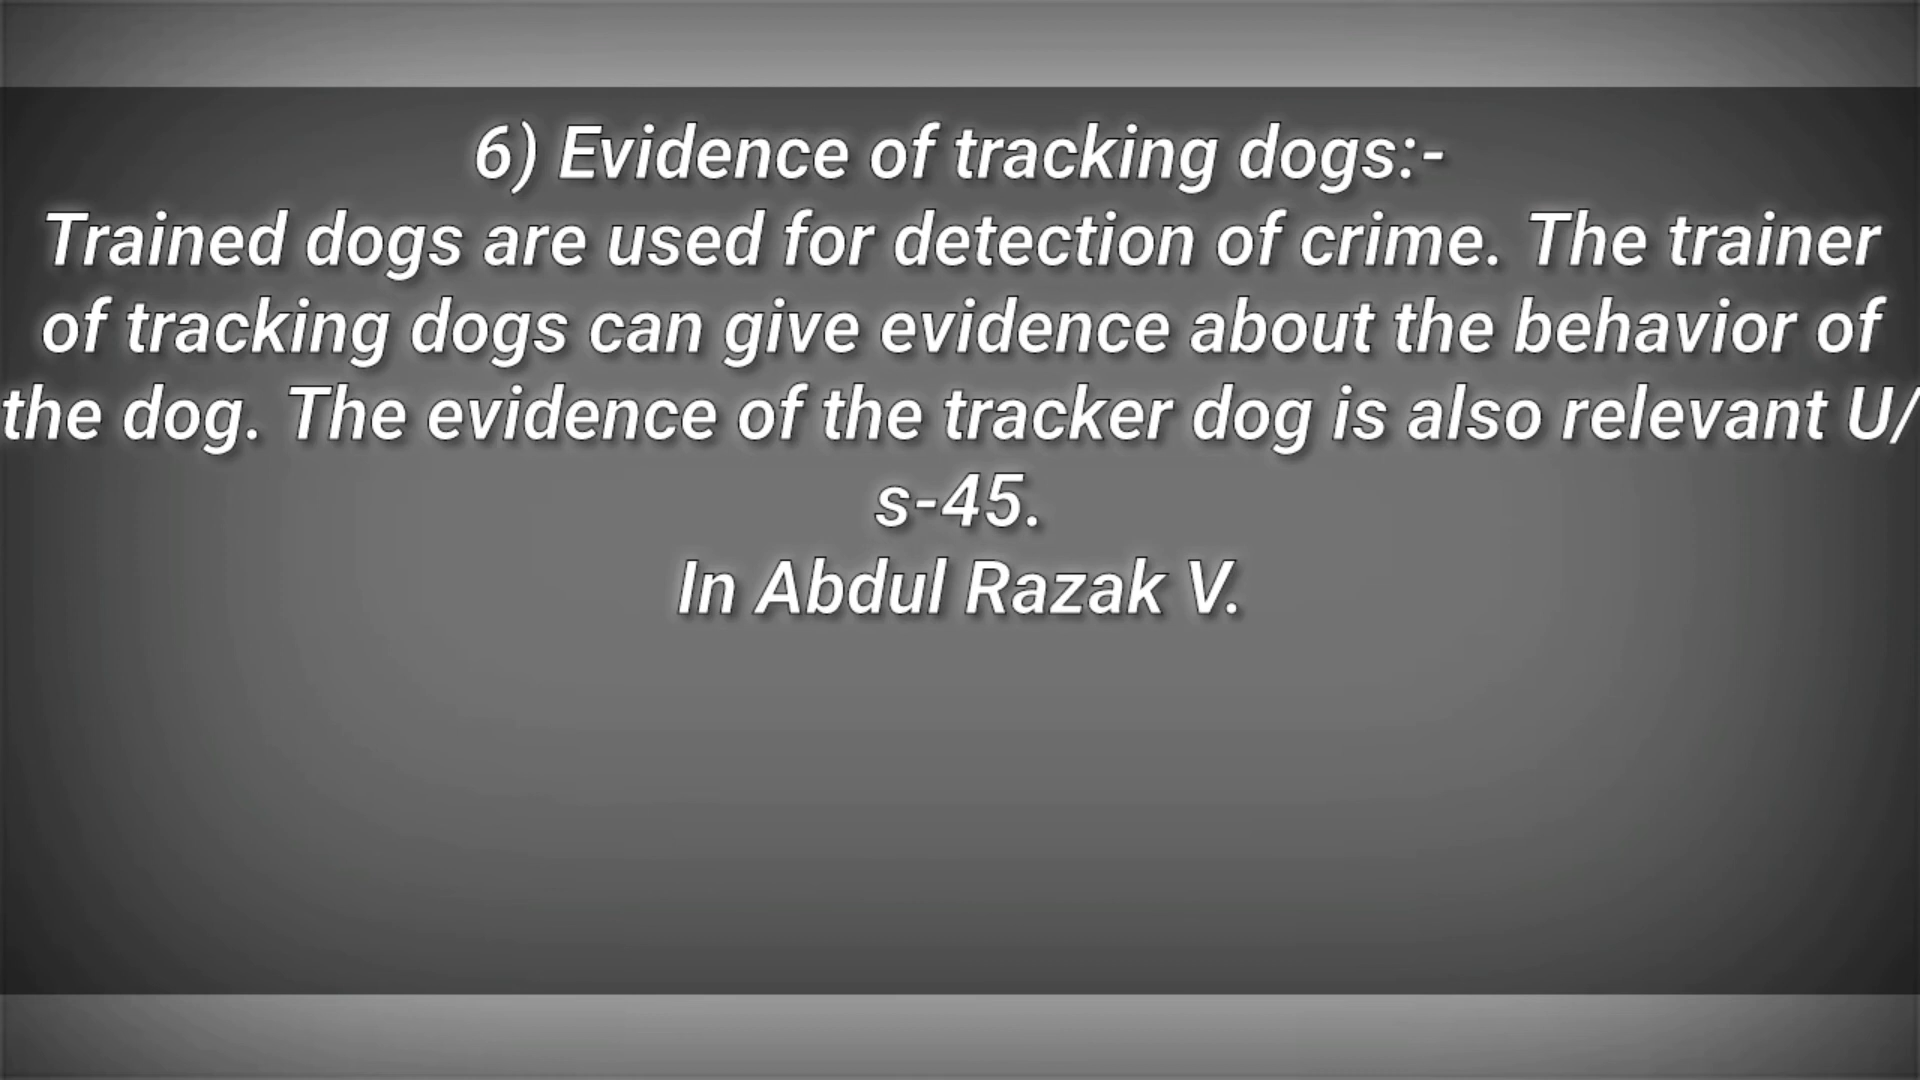 6) Evidence of tracking dogs:-
Trained dogs are used for detection of crime. The trainer
of tracking dogs can give evidence about the behavior of
the dog. The evidence of the tracker dog is also relevant U/
s-45.
In Abdul Razak V.